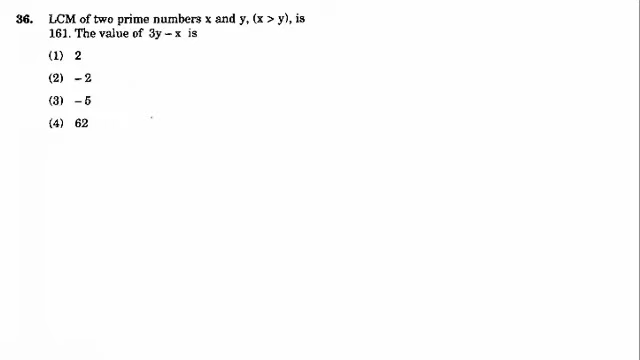 36. LCM of two prime numbers x and y, (x > y), is
161. The value of 3y – x is
(1) 2
(2) – 2
(3) – 5
(4) 62